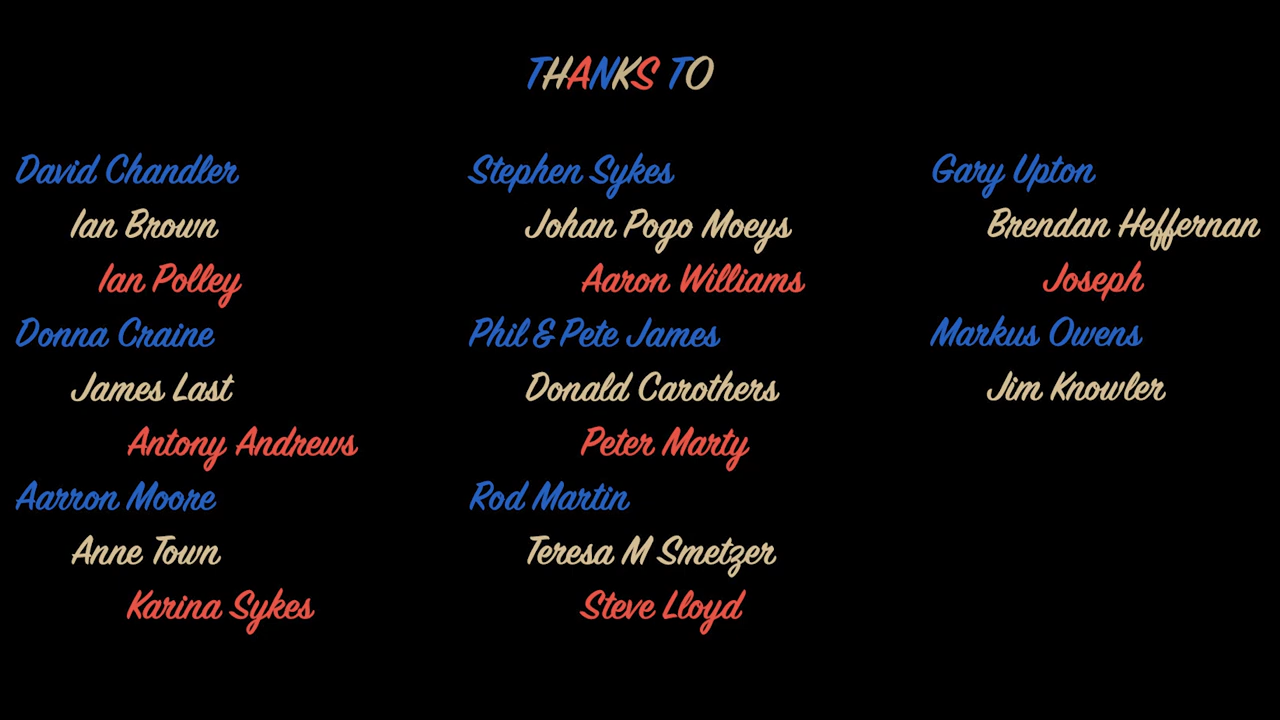 THANKS TO
David Chandler
Ian Brown
Ian Polley
Donna Craine
James Last
Antony Andrews
Aarron Moore
Anne Town
Karina Sykes
Stephen Sykes
Johan Pogo Moeys
Aaron Williams
Phil & Pete James
Donald Carothers
Peter Marty
Rod Martin
Teresa M Smetzer
Steve Lloyd
Gary Upton
Brendan Heffernan
Joseph
Markus Owens
Jim Knowler